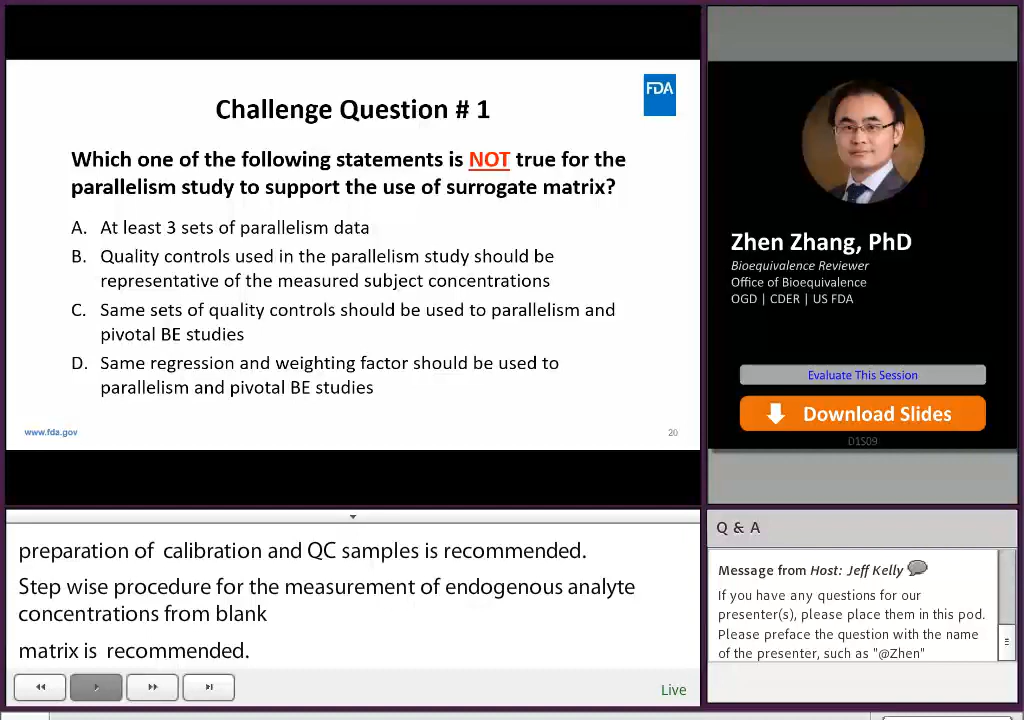 FDA
Challenge Question # 1
Which one of the following statements is NOT true for the
parallelism study to support the use of surrogate matrix?
A. At least 3 sets of parallelism data
B. Quality controls used in the parallelism study should be
representative of the measured subject concentrations
C. Same sets of quality controls should be used to parallelism and
pivotal BE studies
D. Same regression and weighting factor should be used to
parallelism and pivotal BE studies
www.fda.gov
20
Zhen Zhang, PhD
Bioequivalence Reviewer
Office of Bioequivalence
OGD | CDER | US FDA
Evaluate This Session
Download Slides
D1S09
preparation of calibration and QC samples is recommended.
Step wise procedure for the measurement of endogenous analyte
concentrations from blank
matrix is recommended.
Live
Q & A
Message from Host: Jeff Kelly
If you have any questions for our
presenter(s), please place them in this pod.
Please preface the question with the name
of the presenter, such as "@Zhen"